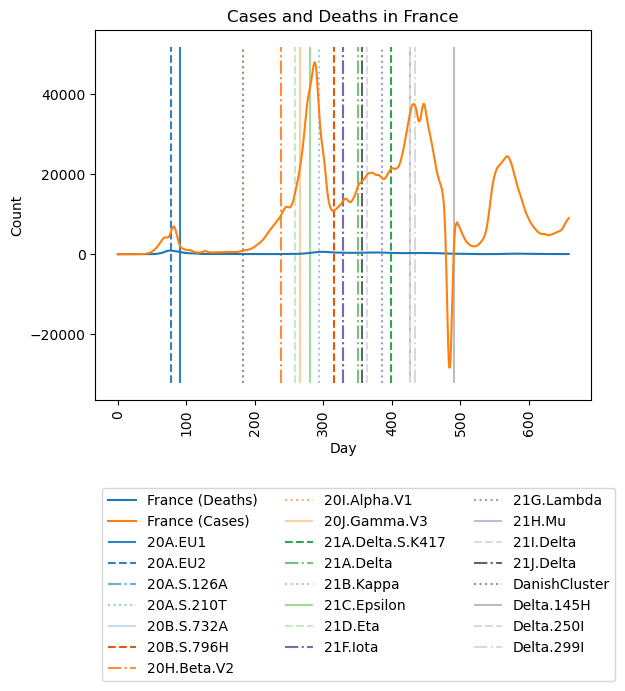 Cases and Deaths in France
Count
40000
20000
0
−20000
0
100
200
300
400
500
600
Day
France (Deaths)
France (Cases)
20A.EU1
20A.EU2
20A.S.126A
20A.S.210T
20B.S.732A
20B.S.796H
20H.Beta.V2
20I.Alpha.V1
20J.Gamma.V3
21A.Delta.S.K417
21A.Delta
21B.Kappa
21C.Epsilon
21D.Eta
21F.Iota
21G.Lambda
21H.Mu
21I.Delta
21J.Delta
DanishCluster
Delta.145H
Delta.250I
Delta.299I